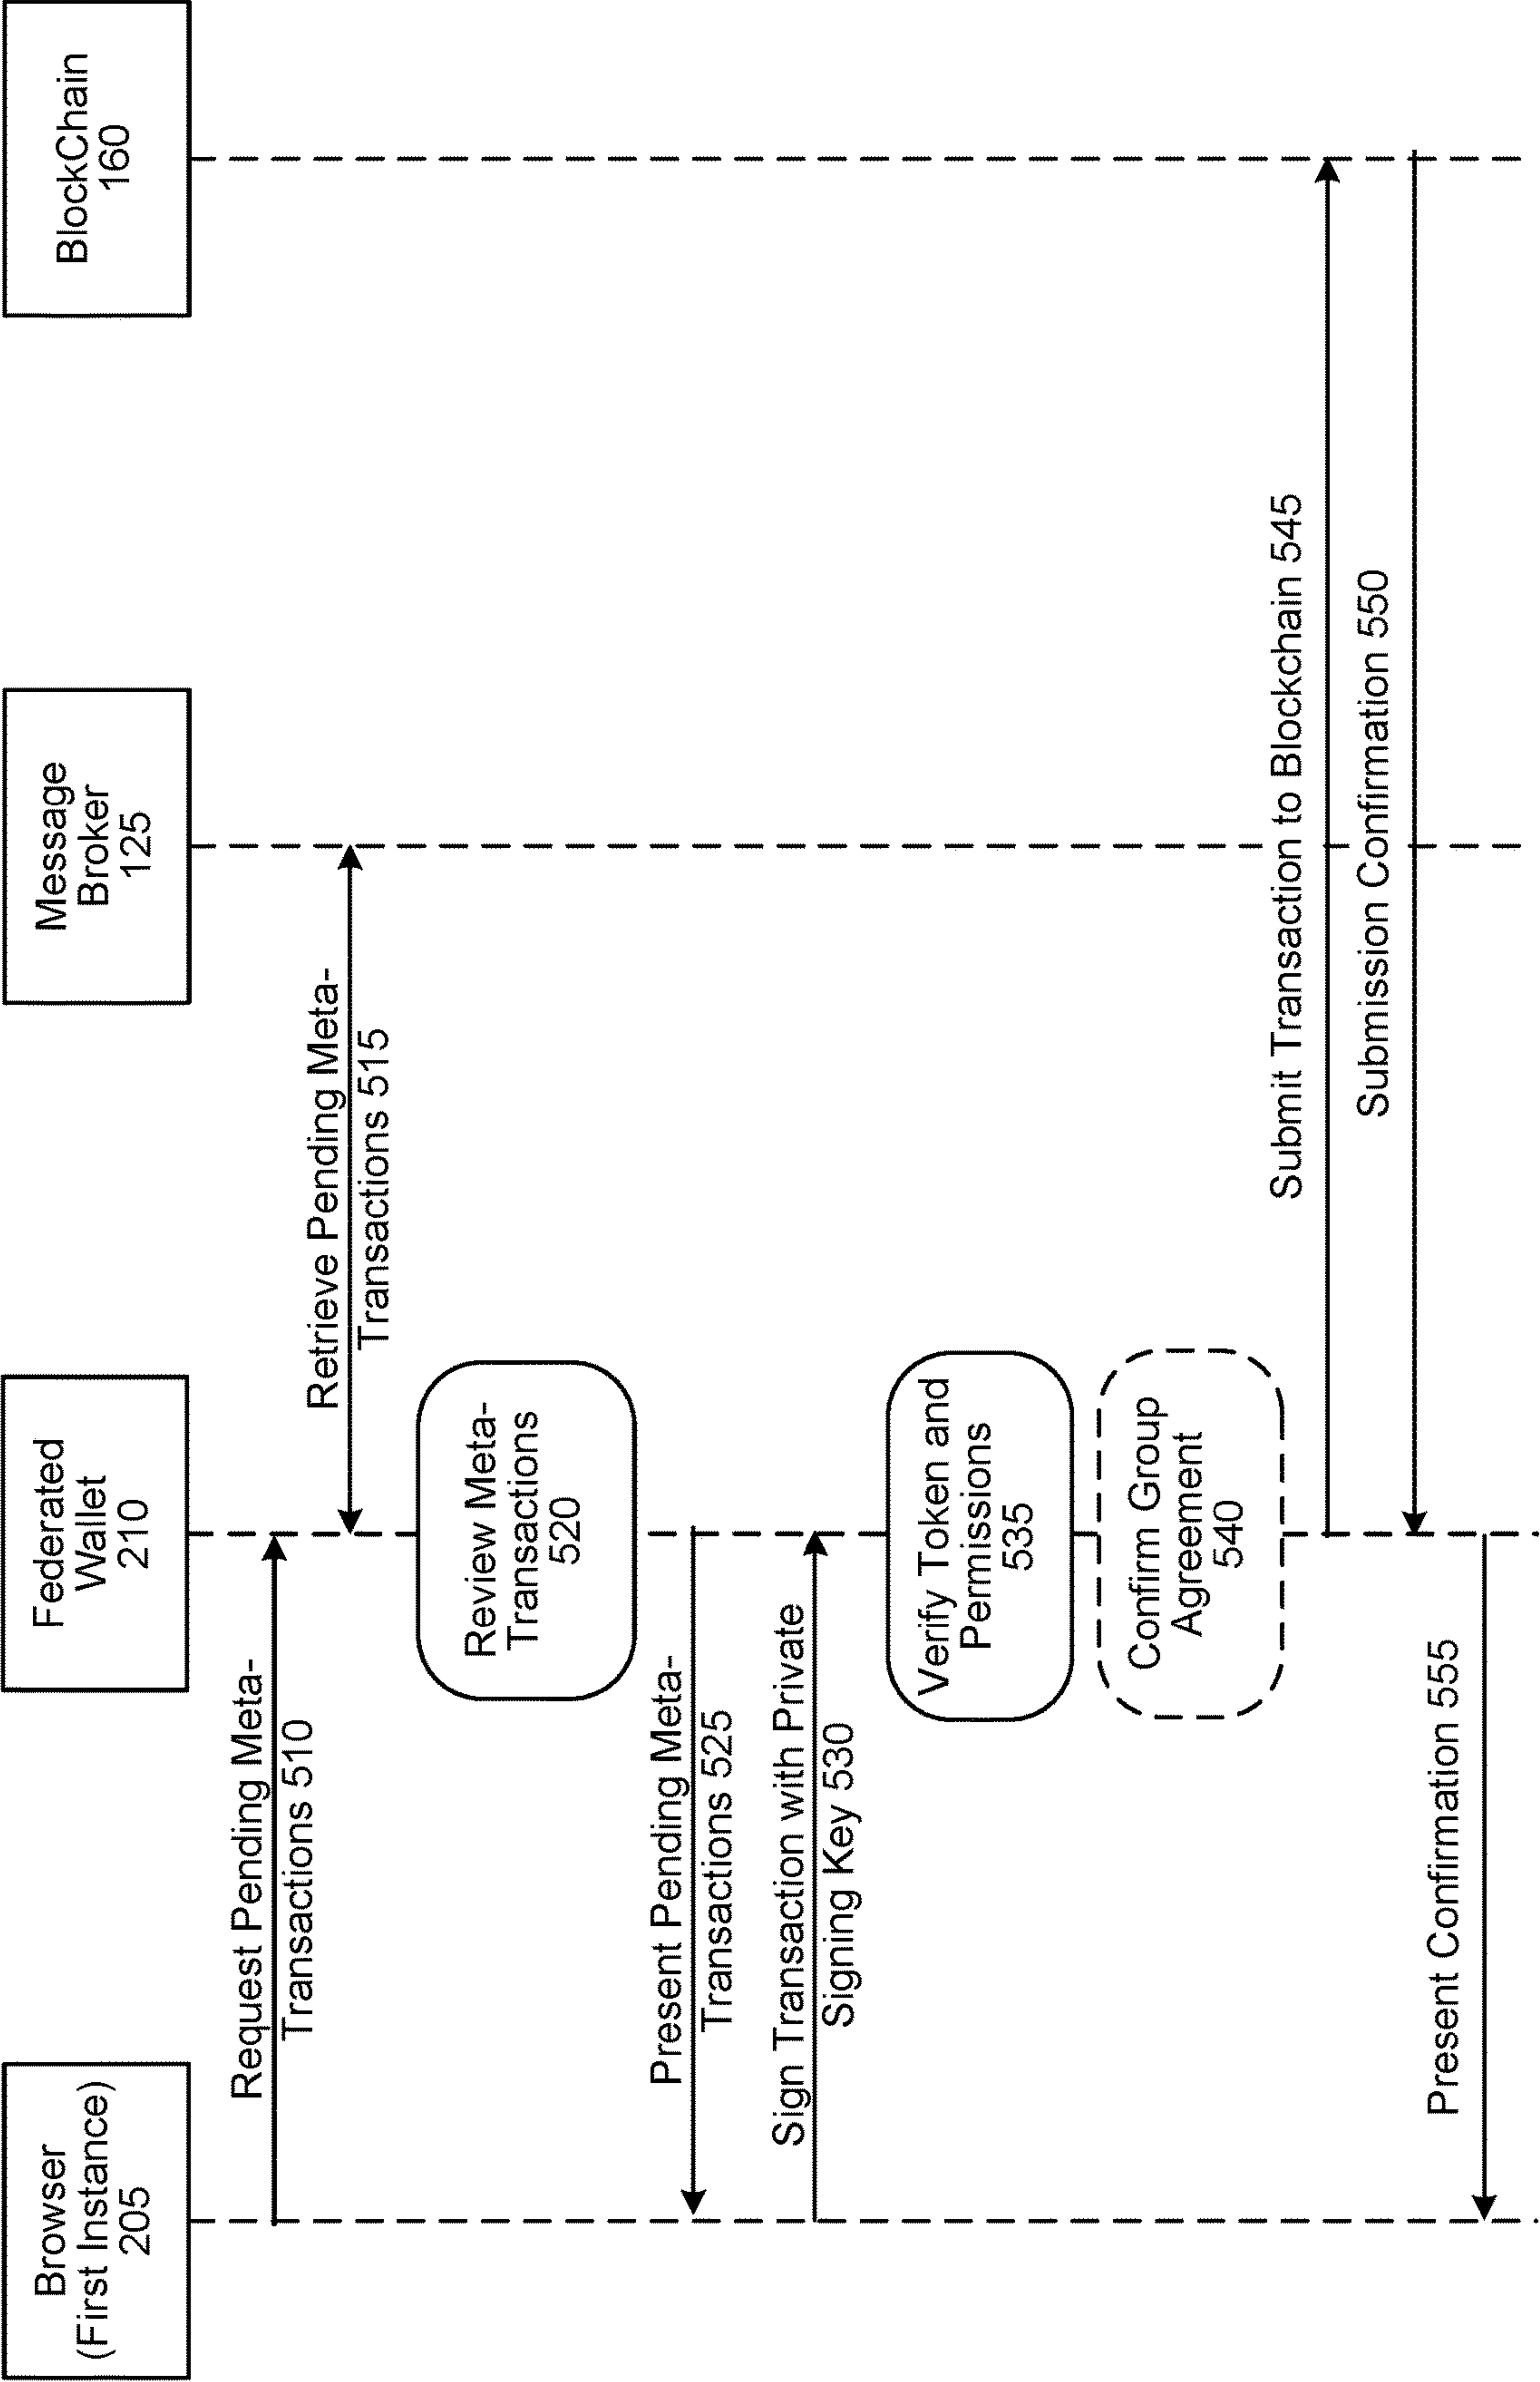 Browser
(First Instance)
205
Federated
Wallet
210
Message
Broker
125
BlockChain
160
Request Pending Meta-
Transactions 510
Retrieve Pending Meta-
Transactions 515
Review Meta-
Transactions
520
Present Pending Meta-
Transactions 525
Sign Transaction with Private
Signing Key 530
Verify Token and
Permissions
535
Confirm Group
Agreement
540
Submit Transaction to Blockchain 545
Submission Confirmation 550
Present Confirmation 555